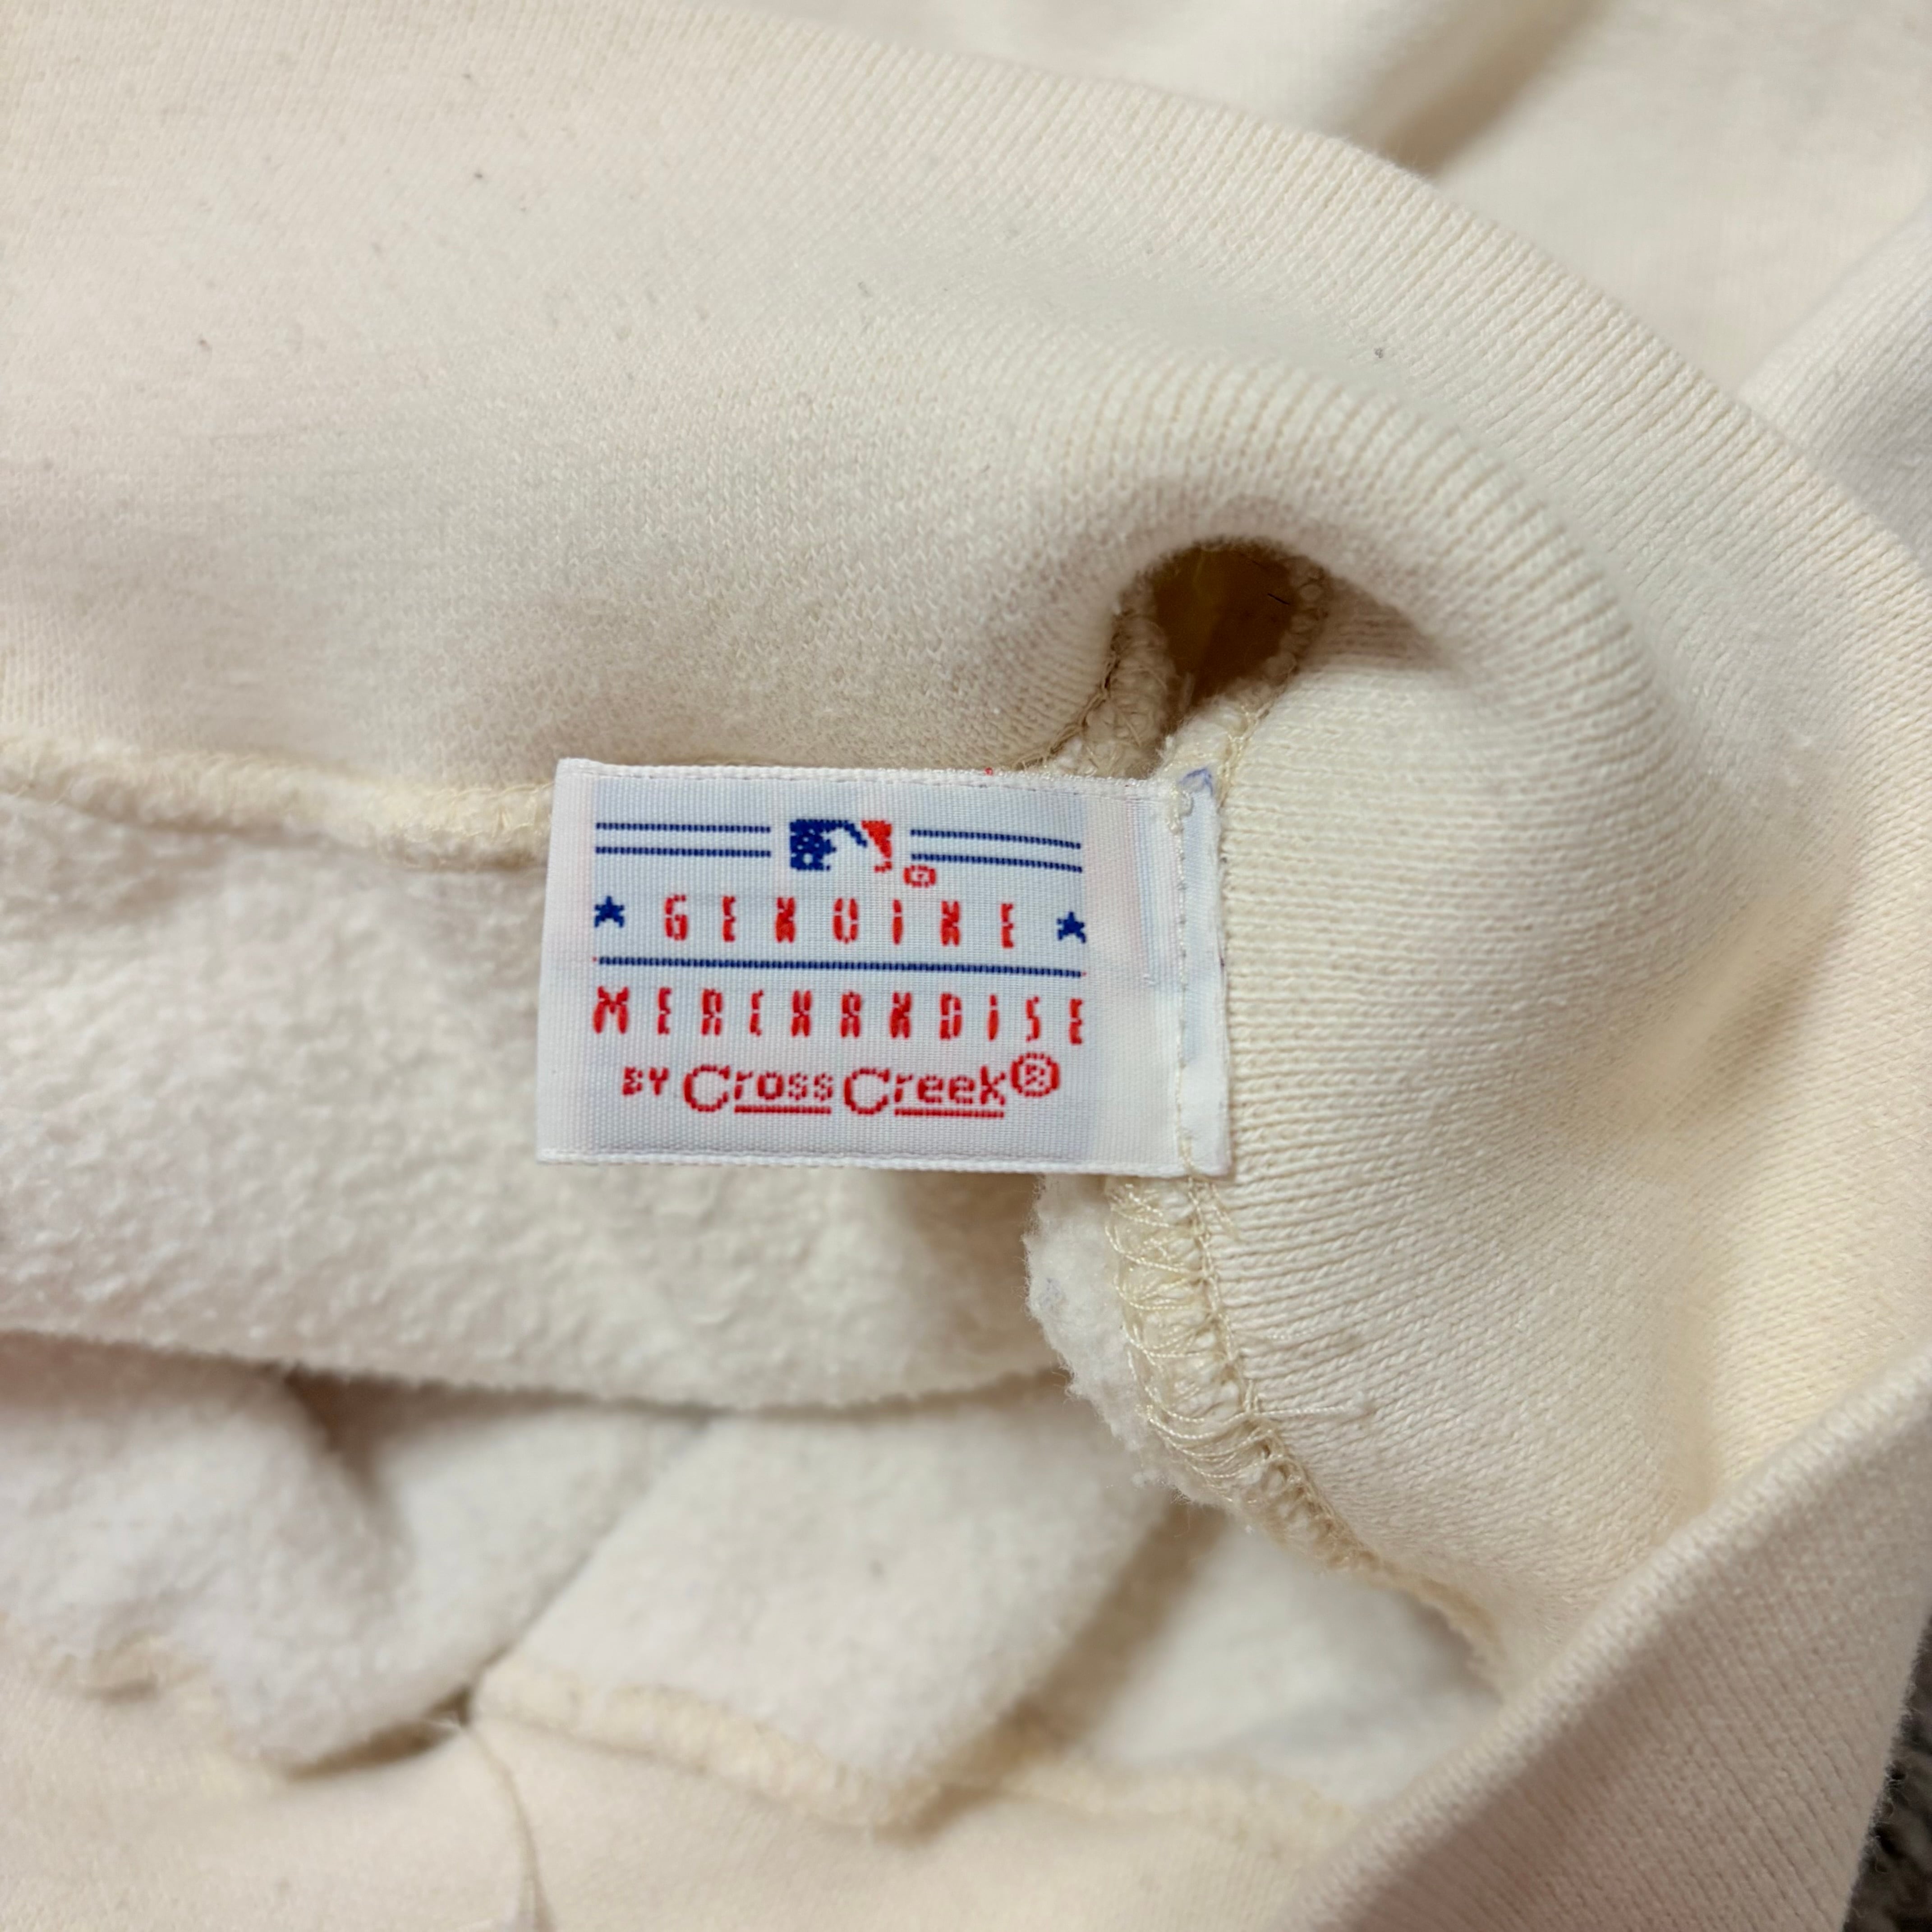 GENUINE
MERCHANDISE
BY Cross Creek®